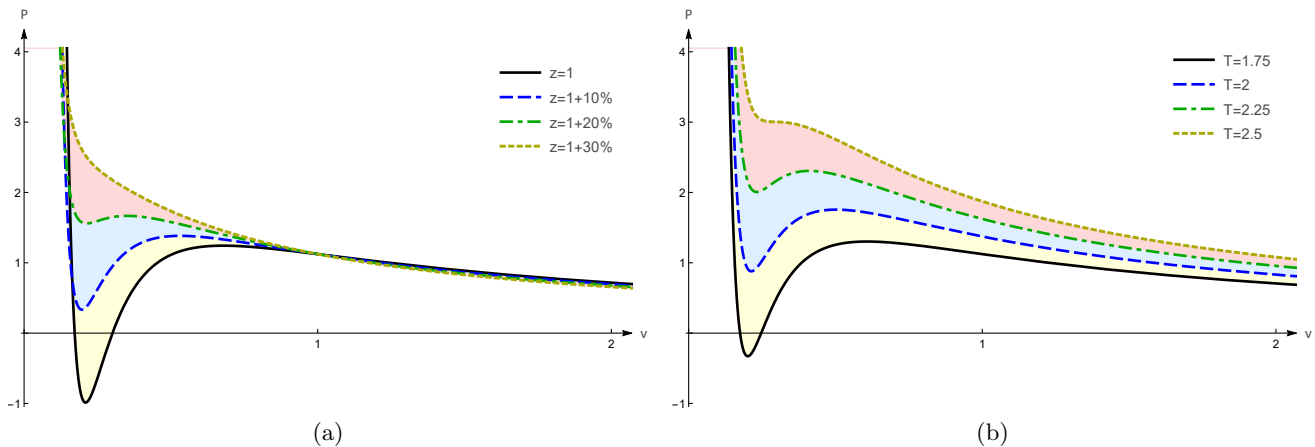 P
4
3
2
1
-1
1
2
v
z=1
z=1+10%
z=1+20%
z=1+30%
(a)
P
4
3
2
1
-1
1
2
v
T=1.75
T=2
T=2.25
T=2.5
(b)